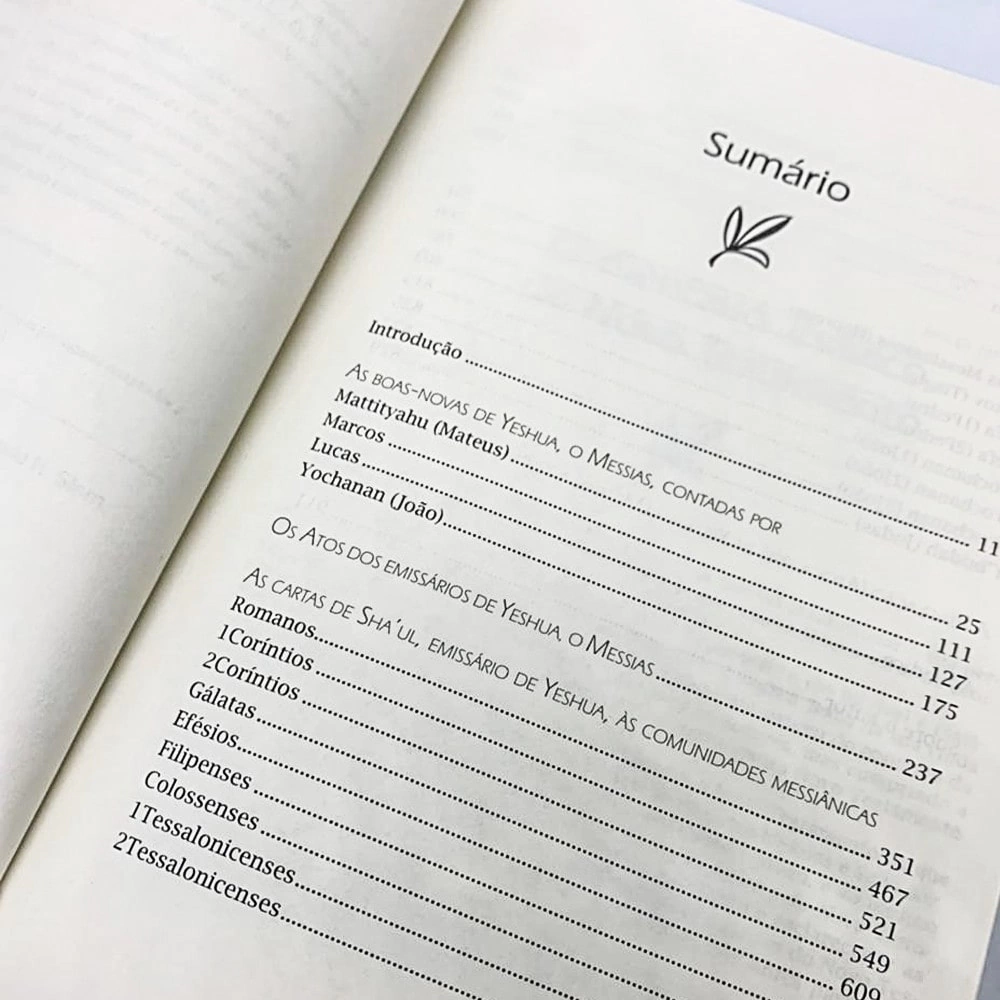 Sumário
Introdução ........ 11
As boas-novas de Yeshua, o Messias, contadas por
Mattityahu (Mateus) ........ 25
Marcos ........ 111
Lucas ........ 127
Yochanan (João) ........ 175
Os Atos dos emissários de Yeshua o Messias ........ 237
As cartas de Sha'ul, emissário de Yeshua, às comunidades messiânicas
Romanos ........ 351
1Coríntios ........ 467
2Coríntios ........ 521
Gálatas ........ 549
Efésios ........ 609
Filipenses ........
Colossenses ........
1Tessalonicenses ........
2Tessalonicenses ........